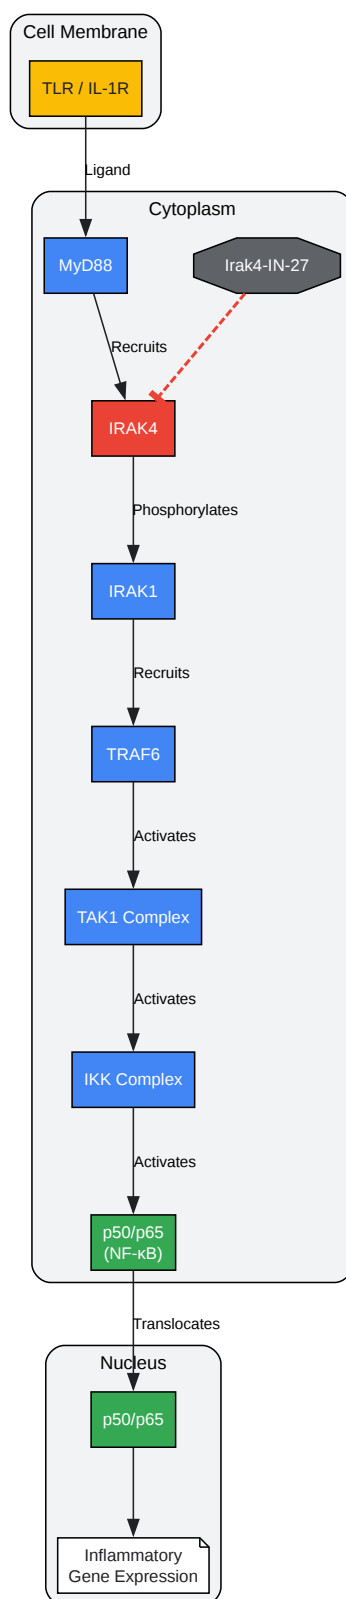 Cell Membrane
TLR / IL-1R
Ligand
Cytoplasm
MyD88
Irak4-IN-27
Recruits
IRAK4
Phosphorylates
IRAK1
Recruits
TRAF6
Activates
TAK1 Complex
Activates
IKK Complex
Activates
p50/p65
(NF-κB)
Translocates
Nucleus
p50/p65
Inflammatory
Gene Expression